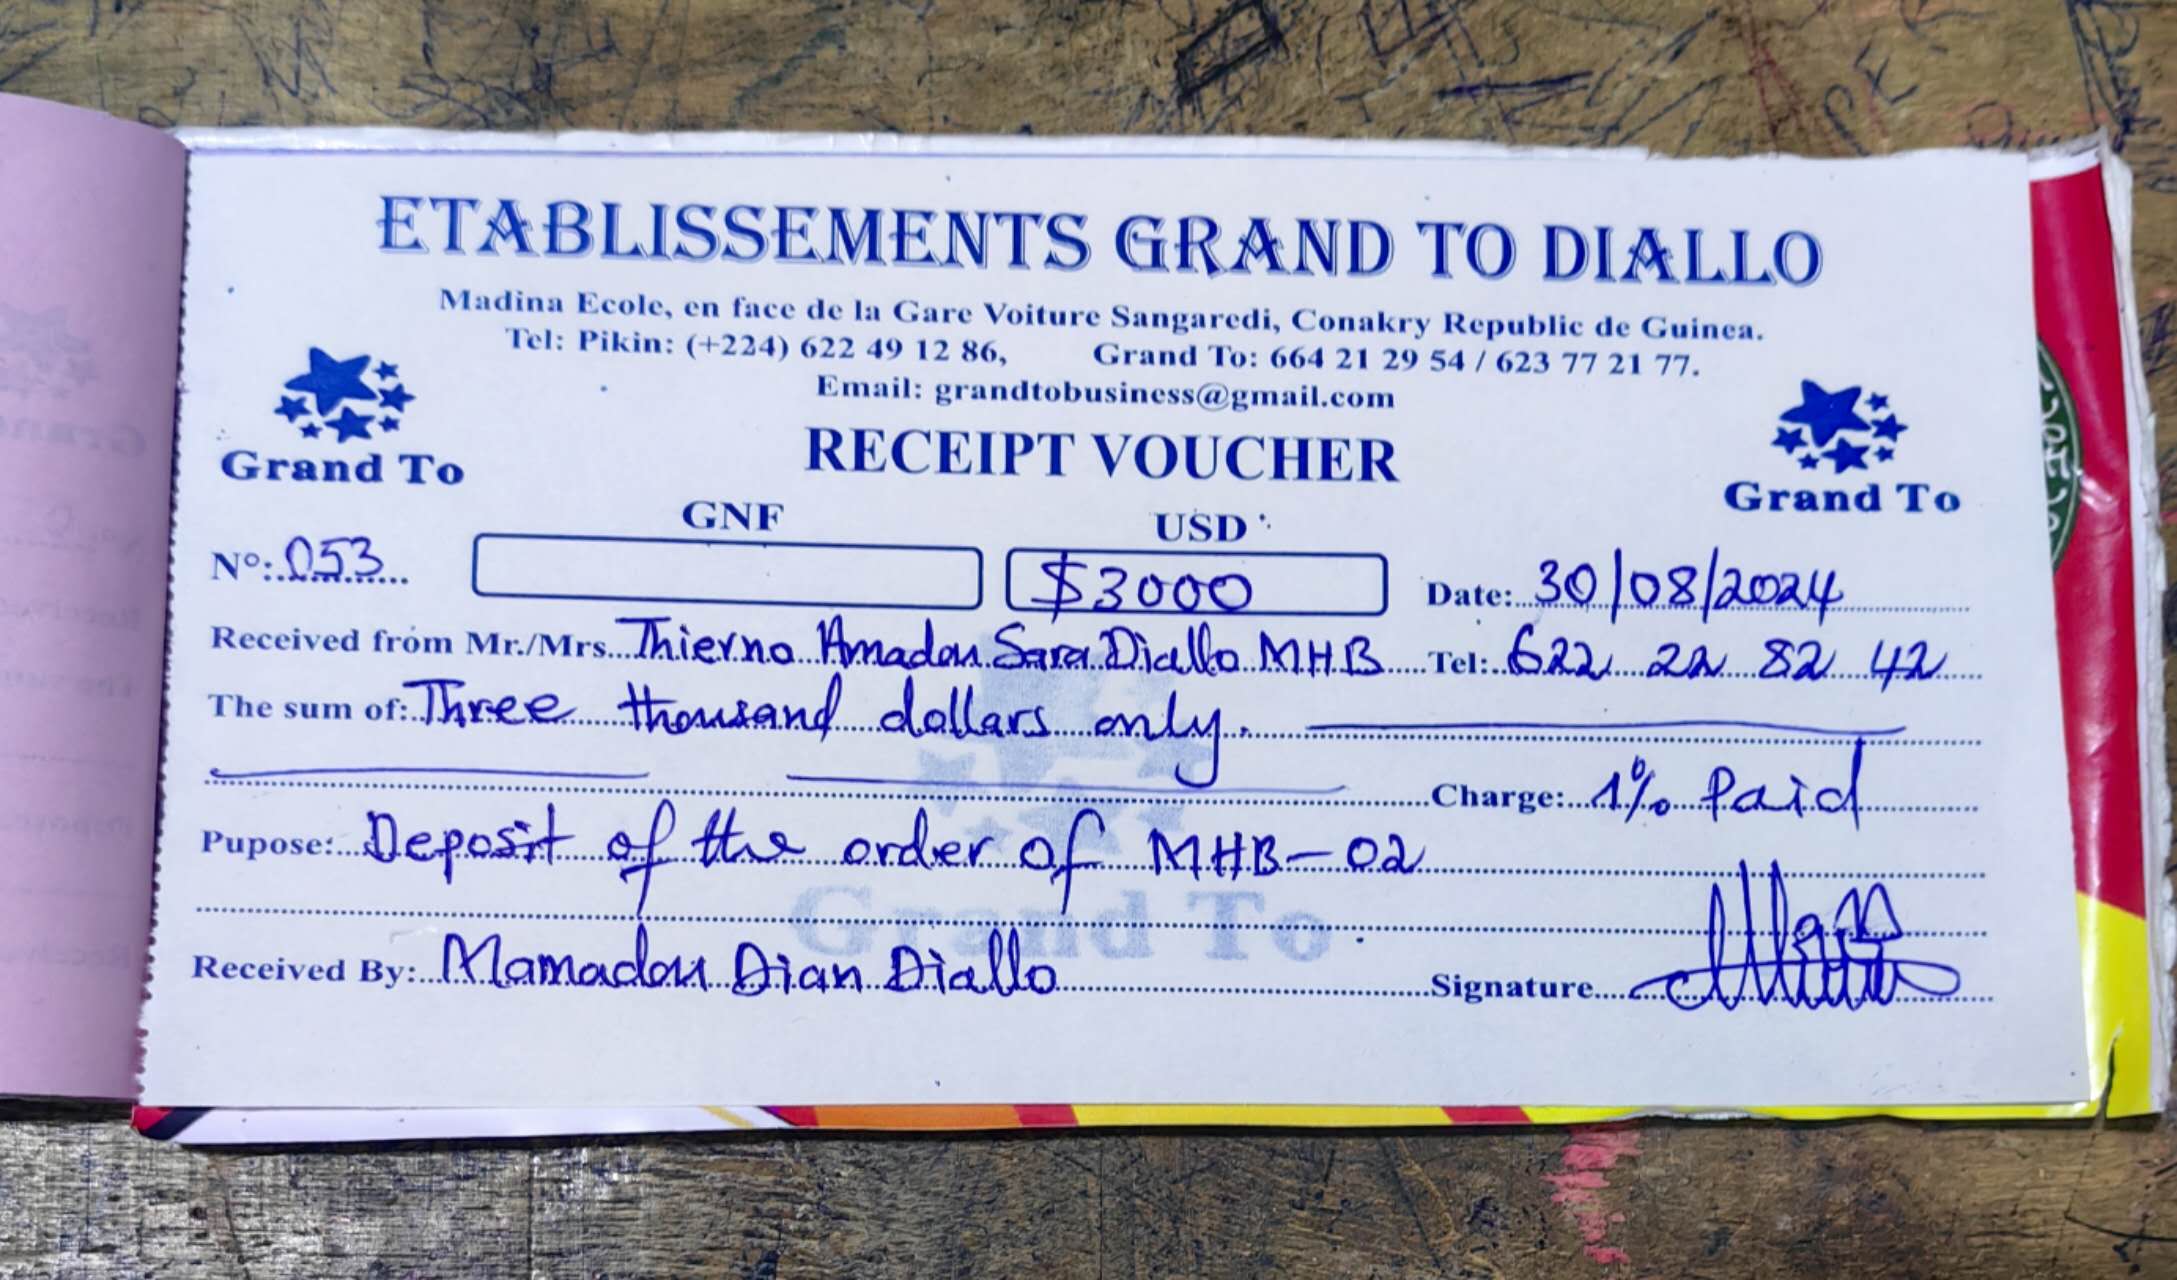 ETABLISSEMENTS GRAND TO DIALLO
Madina Ecole, en face de la Gare Voiture Sangaredi, Conakry Republic de Guinea.
Tel: Pikin: (+224) 622 49 12 86, Grand To: 664 21 29 54 / 623 77 21 77.
Email: grandtobusiness@gmail.com
Grand To
RECEIPT VOUCHER
Grand To
GNF USD
N°: 053 $3000 Date: 30/08/2024
Received from Mr./Mrs. Thierno Amadou Sara Diallo MHB Tel: 622 22 82 42
The sum of: Three thousand dollars only.
Charge: 1% Paid
Pupose: Deposit of the order of MHB-02
Grand To
Received By: Mamadou Dian Diallo Signature